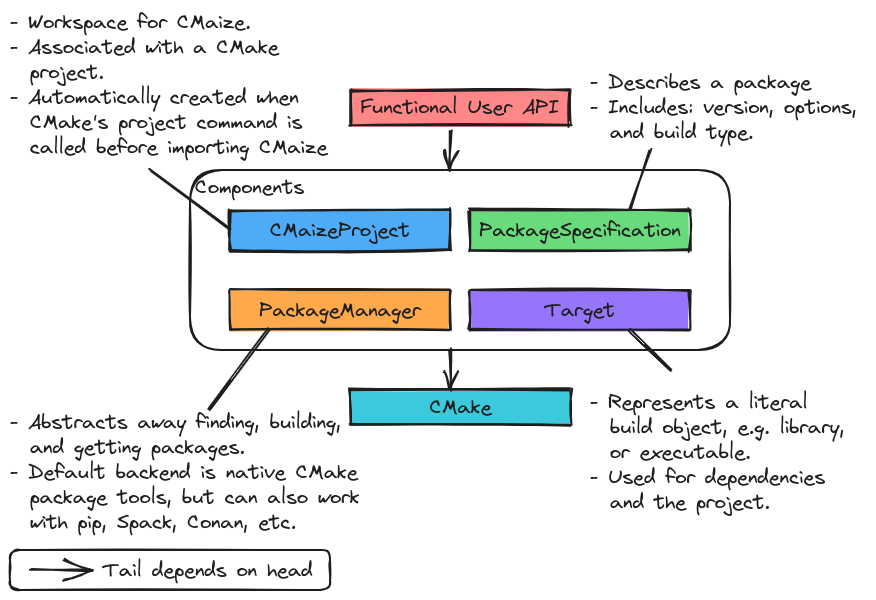 - Workspace for CMaize.
- Associated with a CMake
project.
- Automatically created when
CMake's project command is
called before importing CMaize
Functional User API
- Describes a package
- Includes: version, options,
and build type.
Components
CMaizeProject
PackageSpecification
PackageManager
Target
CMake
- Abstracts away finding, building,
and getting packages.
- Default backend is native CMake
package tools, but can also work
with pip, Spack, Conan, etc.
- Represents a literal
build object, e.g. library,
or executable.
- Used for dependencies
and the project.
Tail depends on head